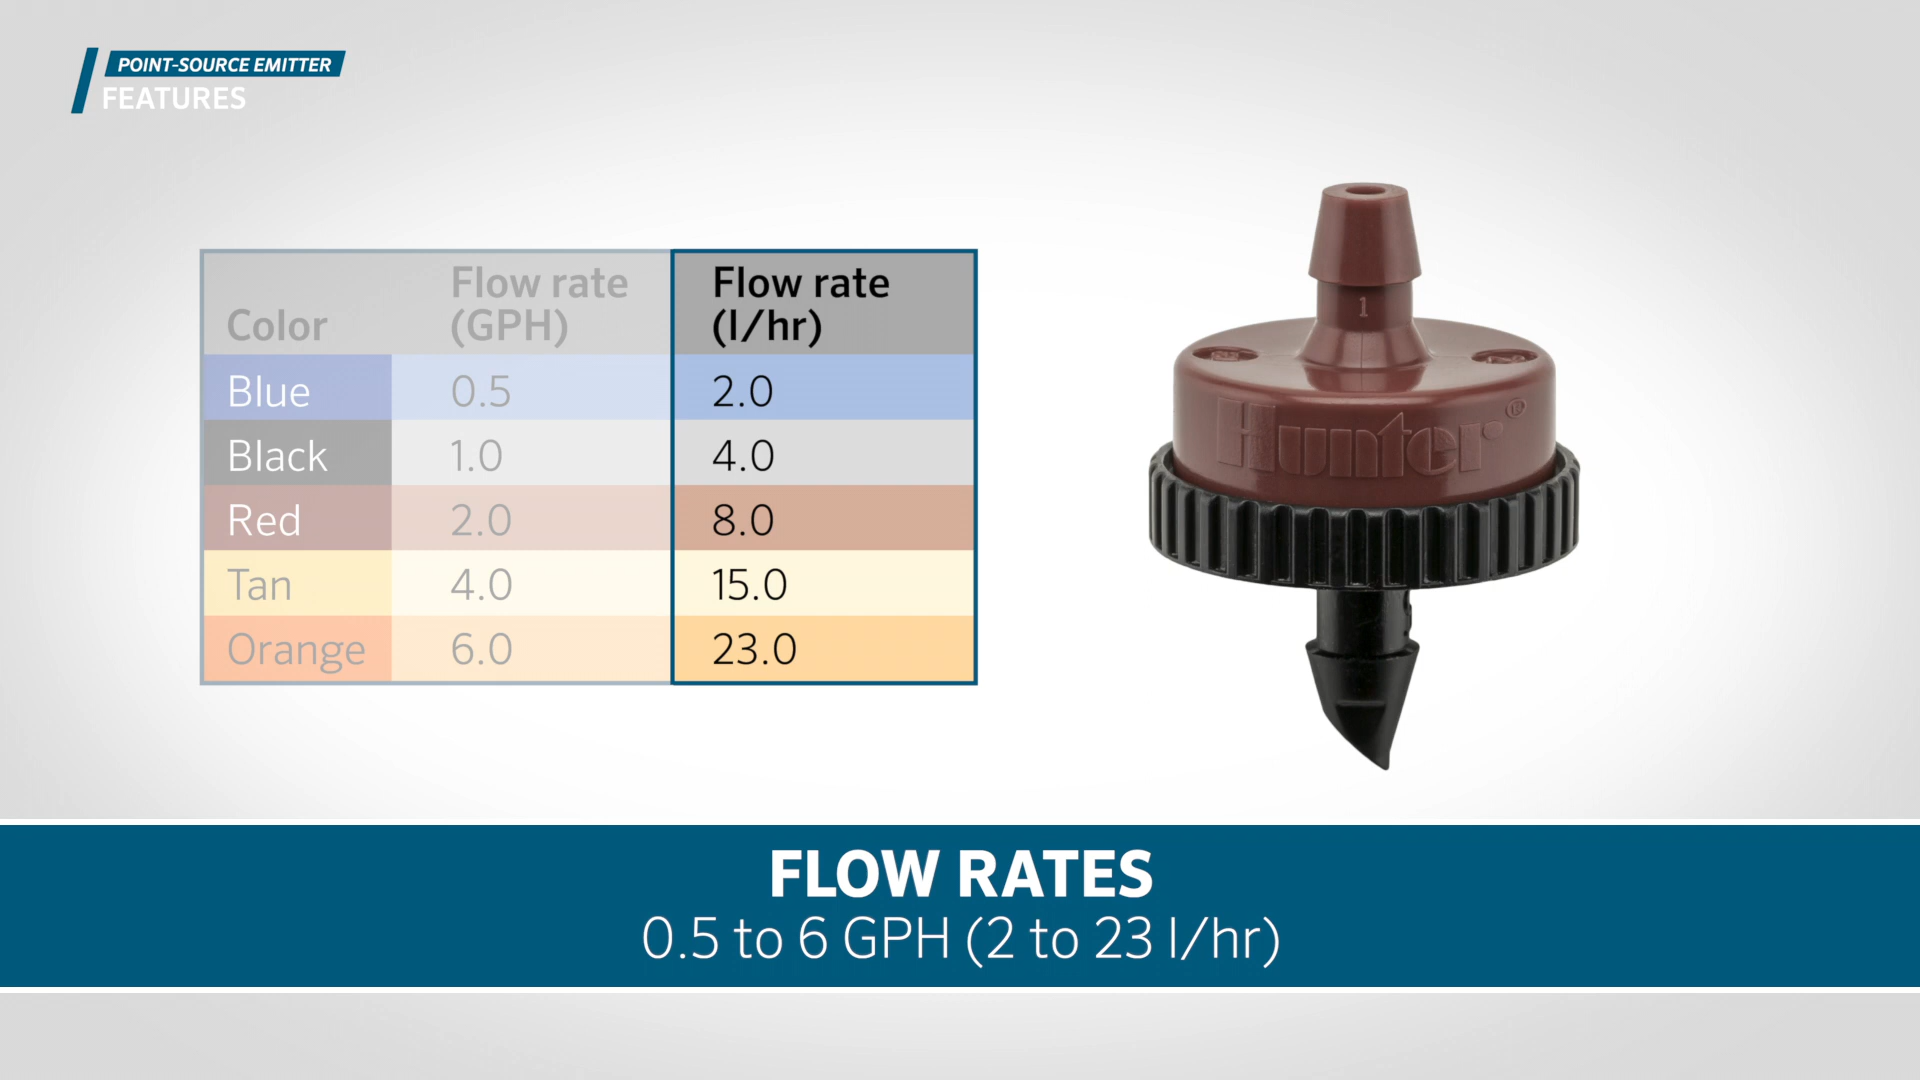 POINT-SOURCE EMITTER
FEATURES
Color Flow rate (GPH) Flow rate (l/hr)
Blue 0.5 2.0
Black 1.0 4.0
Red 2.0 8.0
Tan 4.0 15.0
Orange 6.0 23.0
1
Hunter®
FLOW RATES
0.5 to 6 GPH (2 to 23 l/hr)